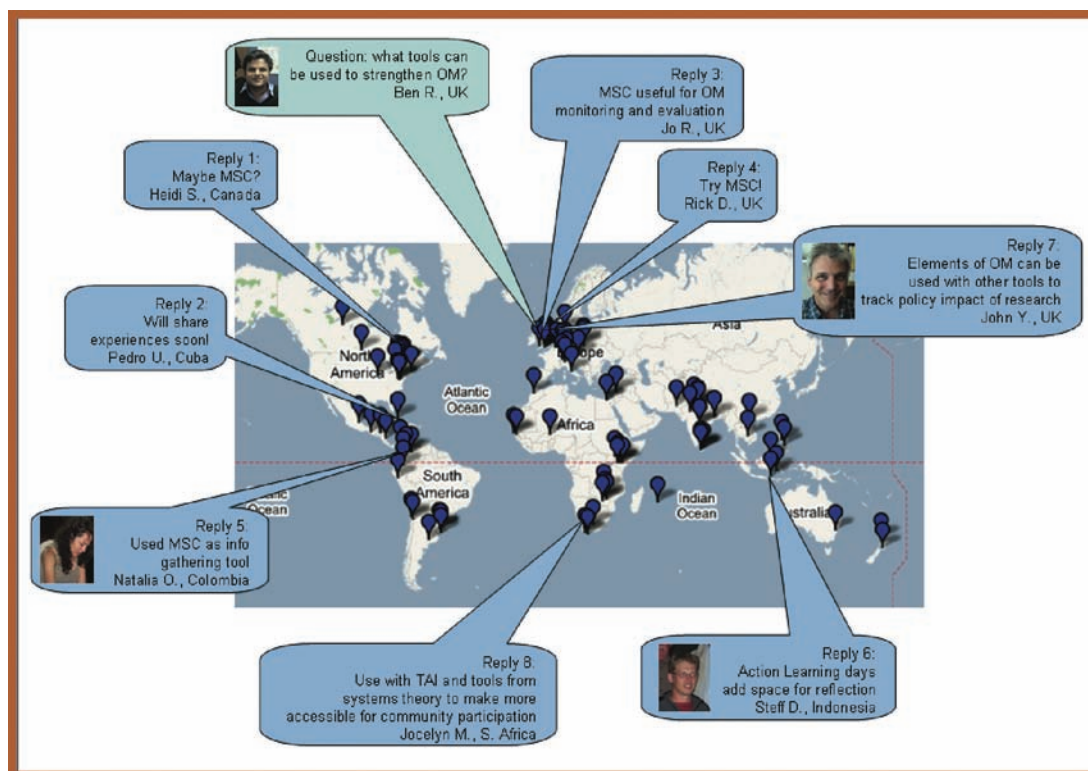 Question: what tools can
be used to strengthen OM?
Ben R., UK
Reply 3:
MSC useful for OM
monitoring and evaluation
Jo R., UK
Reply 1:
Maybe MSC?
Heidi S., Canada
Reply 4:
Try MSC!
Rick D., UK
Reply 7:
Elements of OM can be
used with other tools to
track policy impact of research
John Y., UK
Reply 2:
Will share
experiences soon!
Pedro U., Cuba
North
America
Atlantic
Ocean
Europe
Asia
Africa
South
America
Ocean
Indian
Ocean
ustralia
Reply 5:
Used MSC as info
gathering tool
Natalia O., Colombia
Reply 8:
Use with TAI and tools from
systems theory to make more
accessible for community participation
Jocelyn M., S. Africa
Reply 6:
Action Learning days
add space for reflection
Steff D., Indonesia